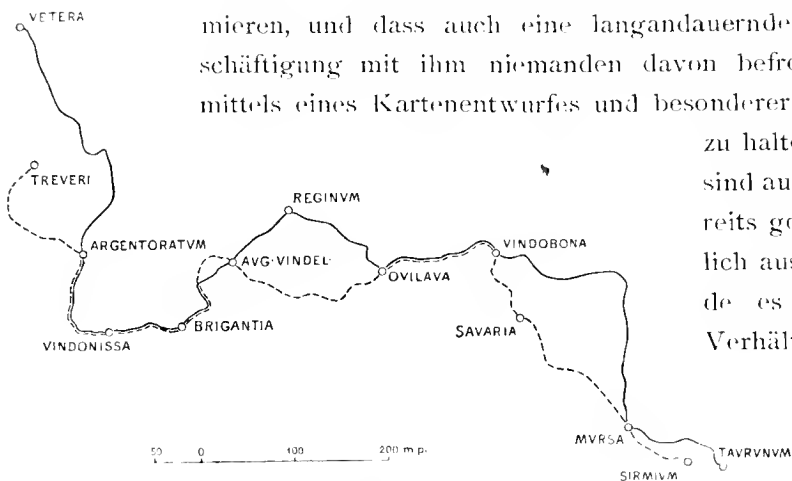 VETERA
mieren, und dass auch eine langandauernde
schäftigung mit ihm niemanden davon befre
mittels eines Kartenentwurfes und besonderer
zu halte
TREVERI
sind au
REGINVM
reits go
ARGENTORATVM
AVG·VINDEL·
OVILAVA
VINDOBONA
lich aus
de es
VINDONISSA
BRIGANTIA
SAVARIA
Verhält
MVRSA
TAVRVNVM
SIRMIVM
50 0 100 200 m.p.